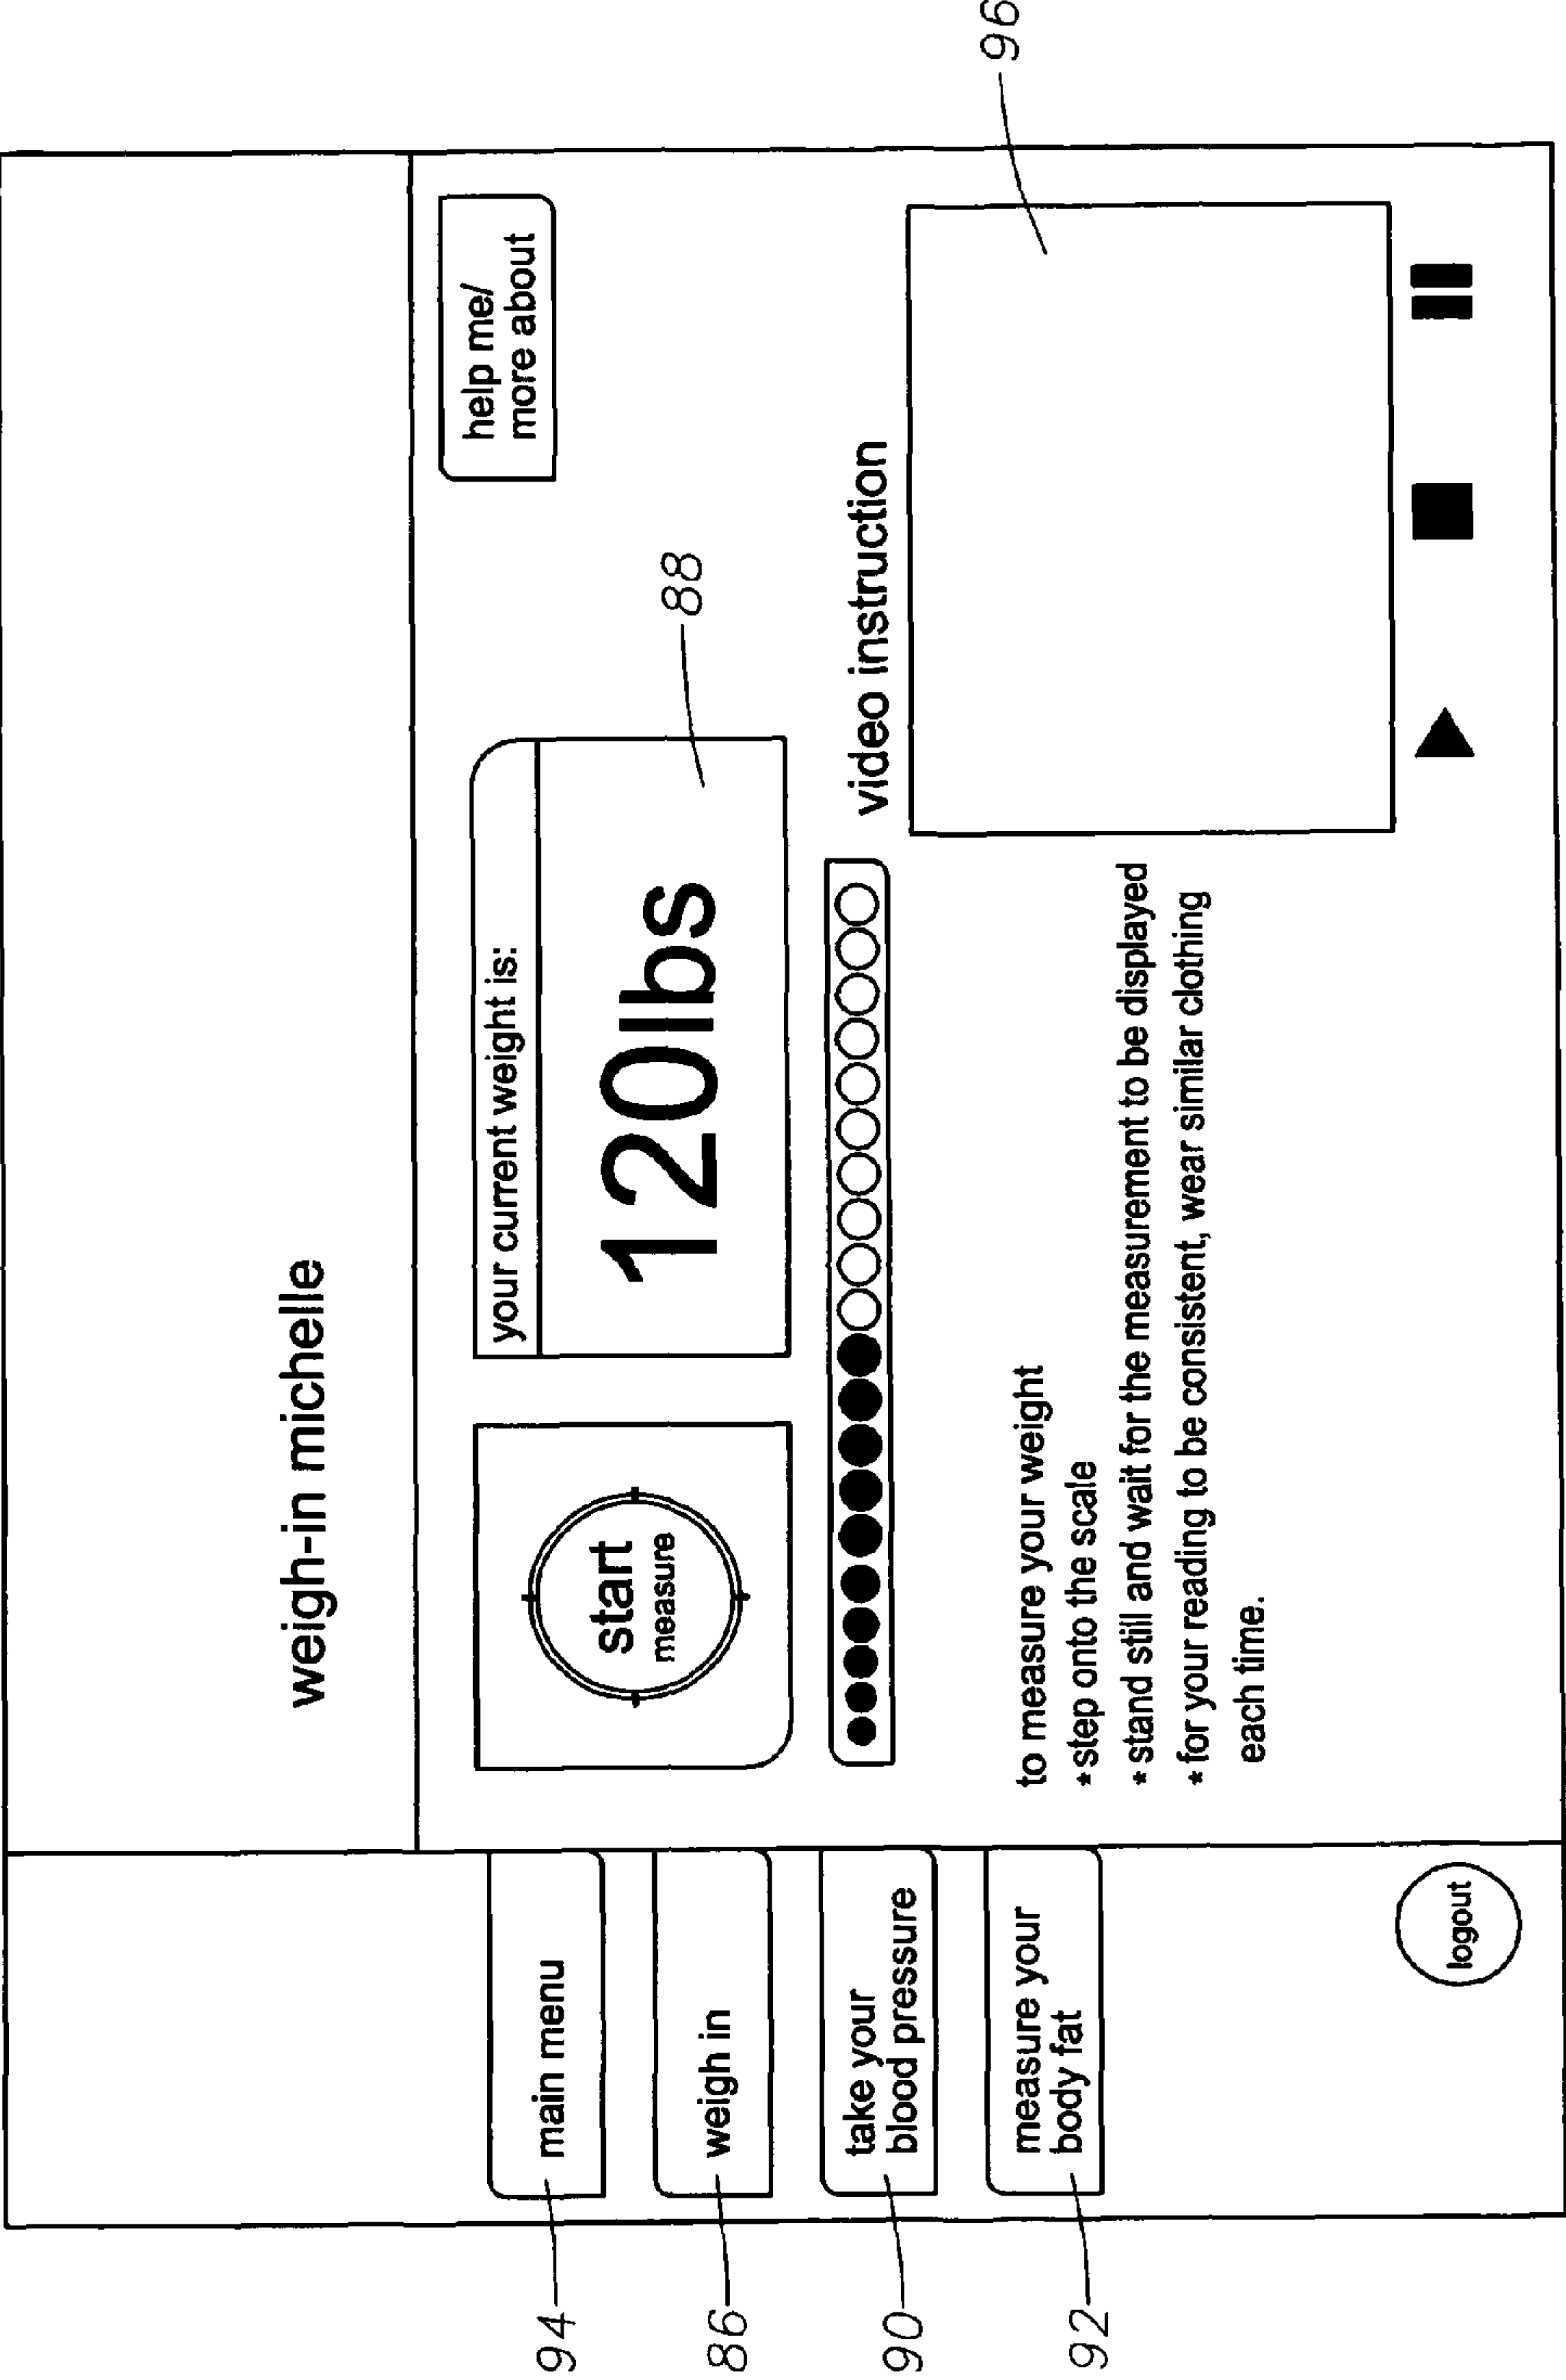 weigh-in michelle
help me/
more about
94
main menu
86
weigh in
90
take your
blood pressure
92
measure your
body fat
logout
start
measure
your current weight is:
120lbs
88
to measure your weight
*step onto the scale
* stand still and wait for the measurement to be displayed
* for your reading to be consistent, wear similar clothing
each time.
video instruction
96